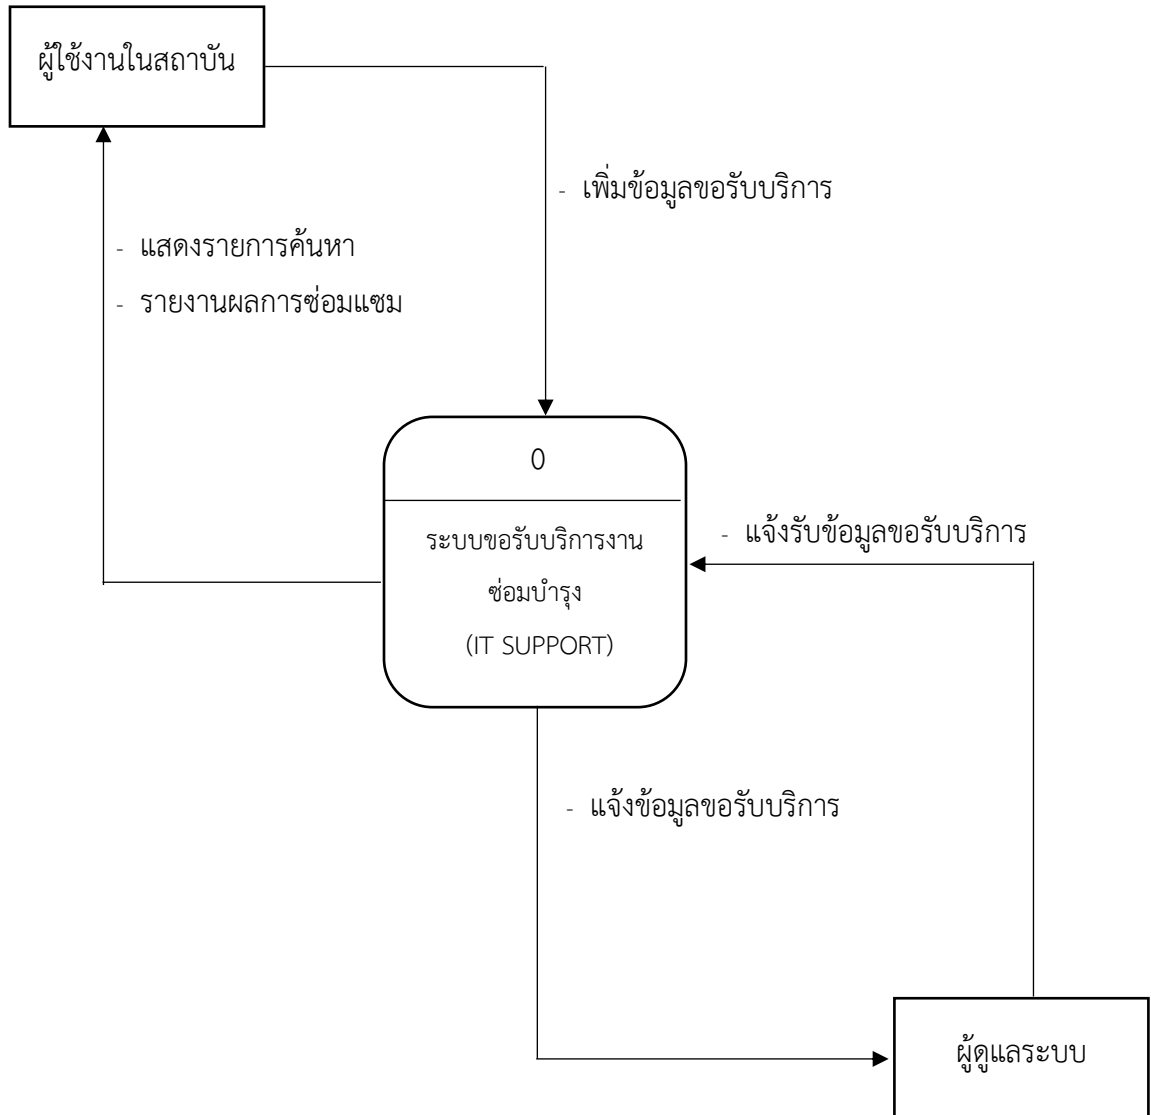 ผู้ใช้งานในสถาบัน
- เพิ่มข้อมูลขอรับบริการ
- แสดงรายการค้นหา
- รายงานผลการซ่อมแซม
0
ระบบขอรับบริการงาน
ซ่อมบำรุง
(IT SUPPORT)
- แจ้งรับข้อมูลขอรับบริการ
- แจ้งข้อมูลขอรับบริการ
ผู้ดูแลระบบ